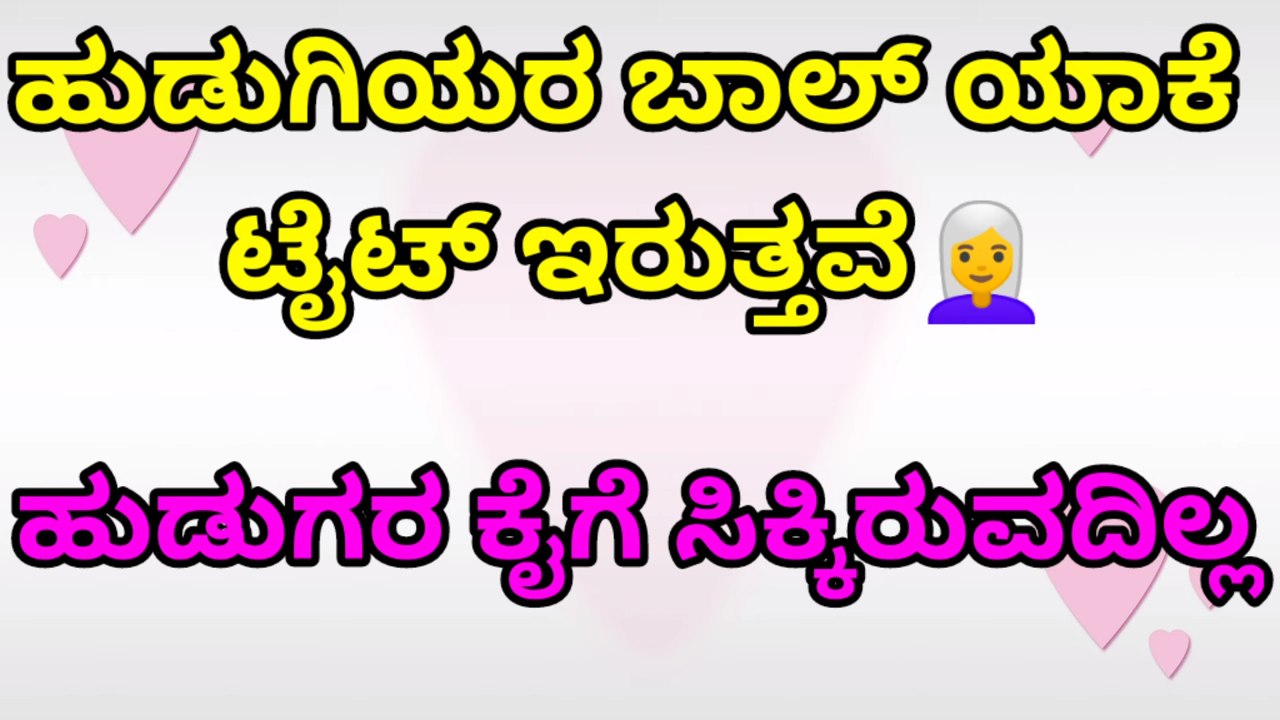 ಹುಡುಗಿಯರ ಬಾಲ್ ಯಾಕೆ
ಟೈಟ್ ಇರುತ್ತವೆ
ಹುಡುಗರ ಕೈಗೆ ಸಿಕ್ಕಿರುವದಿಲ್ಲ